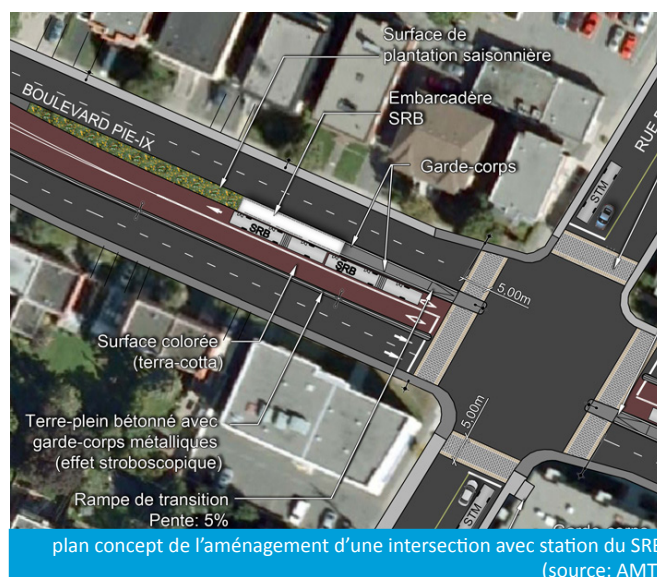 Surface de
plantation saisonnière
BOULEVARD PIE-IX
Embarcadère
SRB
Garde-corps
RUE
STM
SRB
SRB
5,00m
Surface colorée
(terra-cotta)
Terre-plein bétonné avec
garde-corps métalliques
(effet stroboscopique)
5,00m
Rampe de transition
Pente: 5%
STM
plan concept de l'aménagement d'une intersection avec station du SRB
(source: AMT